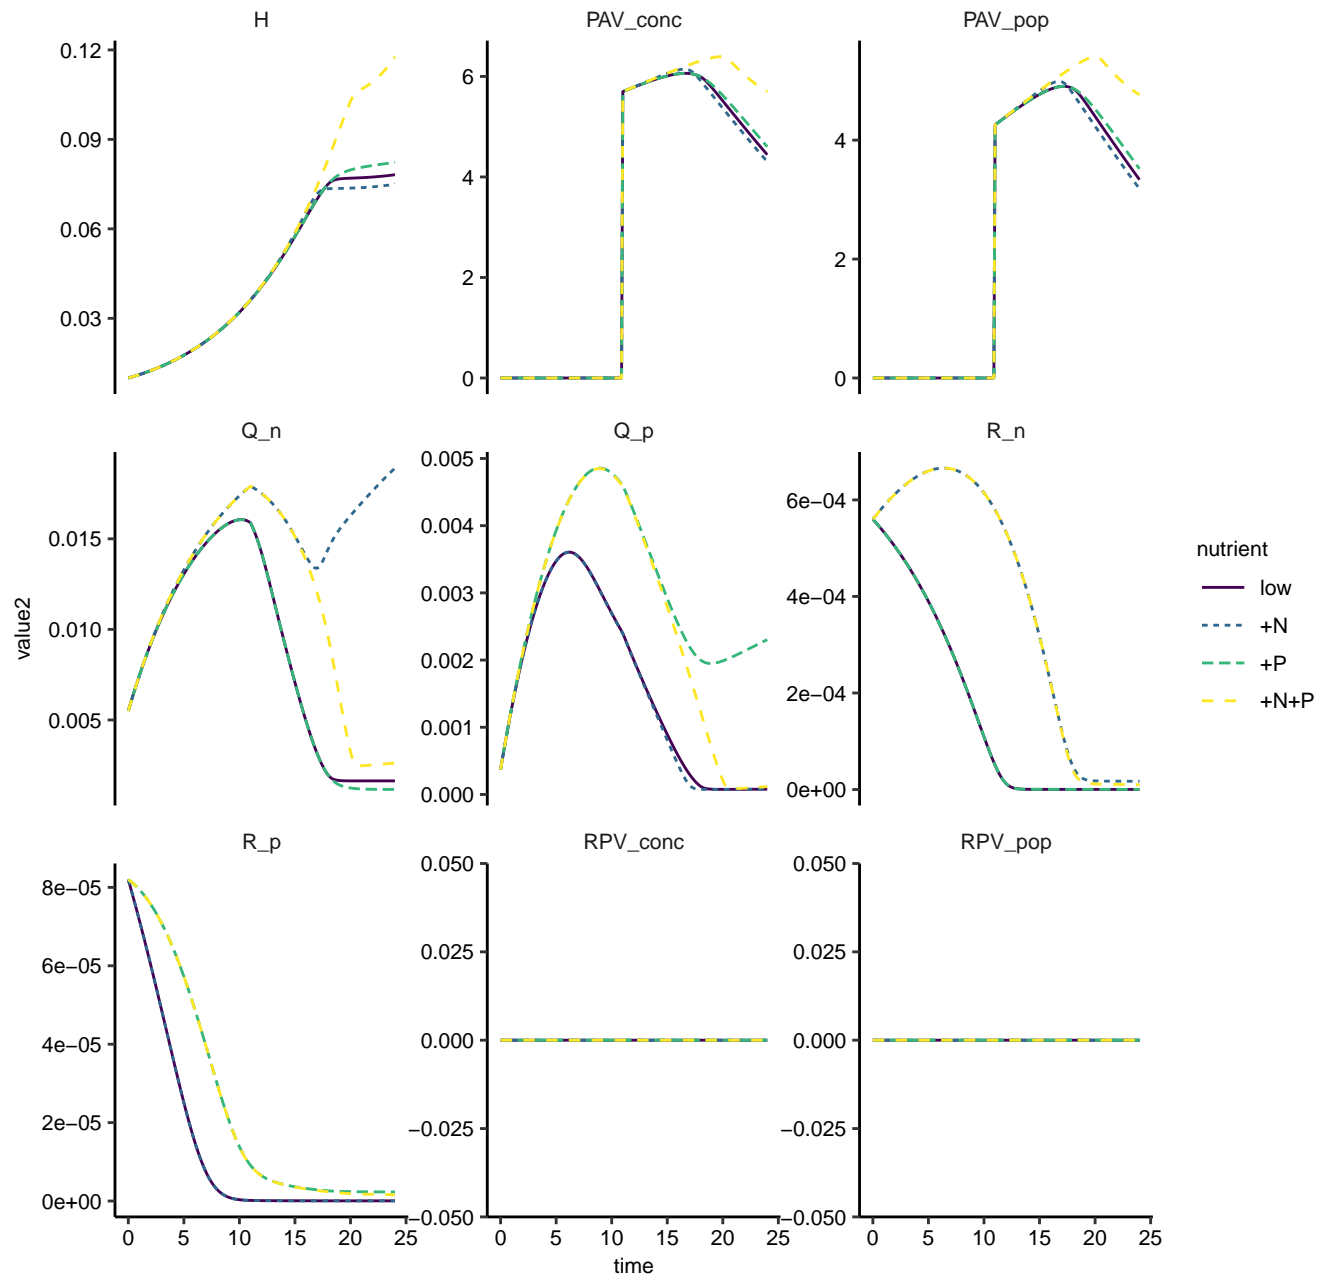 H
PAV_conc
PAV_pop
0.12
0.09
0.06
0.03
6
4
2
0
4
2
0
Q_n
Q_p
R_n
0.015
0.010
0.005
0.005
0.004
0.003
0.002
0.001
0.000
6e−04
4e−04
2e−04
0e+00
R_p
RPV_conc
RPV_pop
8e−05
6e−05
4e−05
2e−05
0e+00
0.050
0.025
0.000
−0.025
−0.050
0.050
0.025
0.000
−0.025
−0.050
0 5 10 15 20 25
0 5 10 15 20 25
0 5 10 15 20 25
time
value2
nutrient
low
+N
+P
+N+P